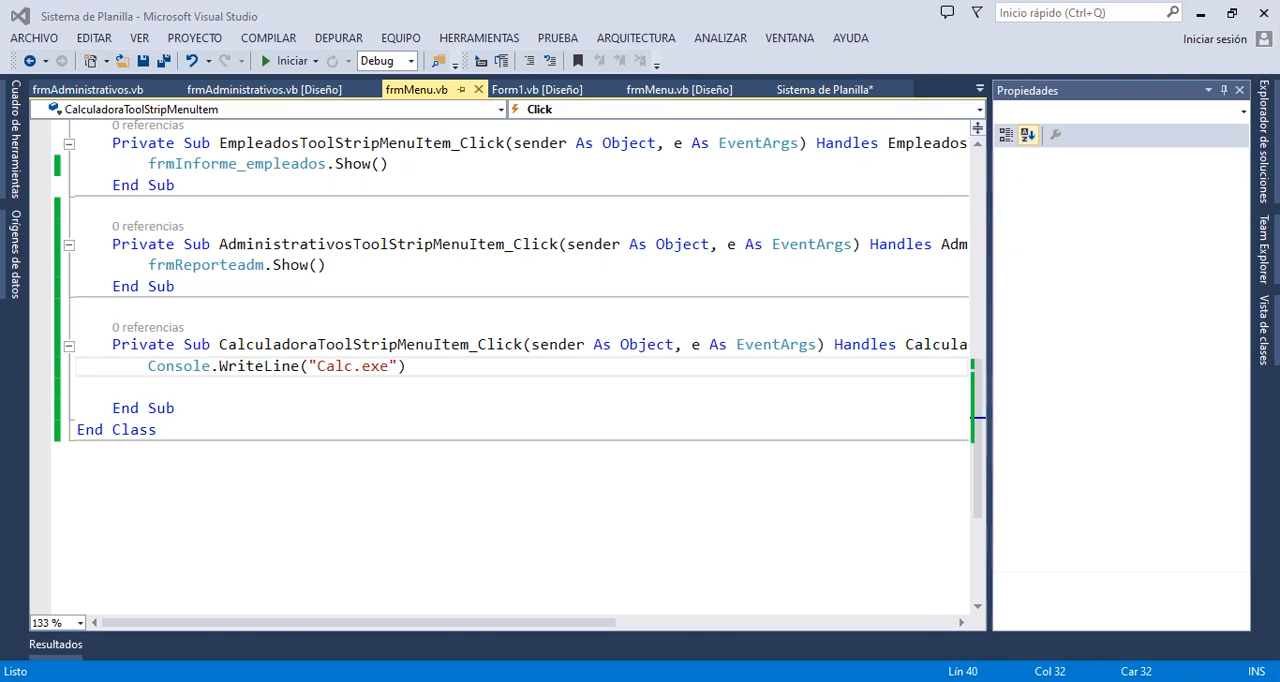 Sistema de Planilla - Microsoft Visual Studio
Inicio rápido (Ctrl+Q)
ARCHIVO EDITAR VER PROYECTO COMPILAR DEPURAR EQUIPO HERRAMIENTAS PRUEBA ARQUITECTURA ANALIZAR VENTANA AYUDA
Iniciar sesión
Iniciar Debug
frmAdministrativos.vb frmAdministrativos.vb [Diseño] frmMenu.vb Form1.vb [Diseño] frmMenu.vb [Diseño] Sistema de Planilla*
CalculadoraToolStripMenuItem Click
0 referencias
Private Sub EmpleadosToolStripMenuItem_Click(sender As Object, e As EventArgs) Handles Empleados
frmInforme_empleados.Show()
End Sub
0 referencias
Private Sub AdministrativosToolStripMenuItem_Click(sender As Object, e As EventArgs) Handles Adm
frmReporteadm.Show()
End Sub
0 referencias
Private Sub CalculadoraToolStripMenuItem_Click(sender As Object, e As EventArgs) Handles Calcula
Console.WriteLine("Calc.exe")
End Sub
End Class
133 %
Propiedades
Cuadro de herramientas
Orígenes de datos
Explorador de soluciones
Team Explorer
Vista de clases
Resultados
Listo Lín 40 Col 32 Car 32 INS